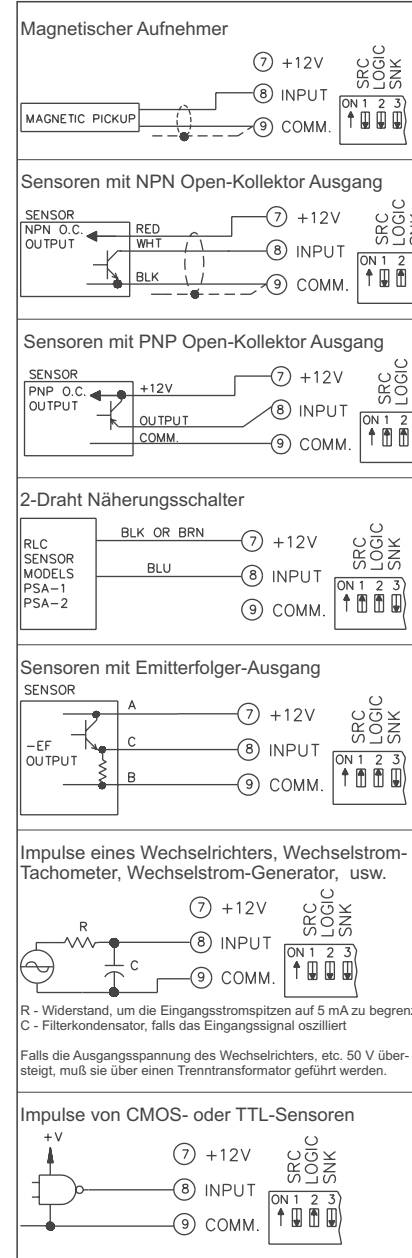 Magnetischer Aufnehmer
7 +12V
8 INPUT
9 COMM.
MAGNETIC PICKUP
SRC
LOGIC
SNK
ON 1 2 3
Sensoren mit NPN Open-Kollektor Ausgang
SENSOR
NPN O.C.
OUTPUT
RED
WHT
BLK
7 +12V
8 INPUT
9 COMM.
SRC
LOGIC
ON 1 2
Sensoren mit PNP Open-Kollektor Ausgang
SENSOR
PNP O.C.
OUTPUT
+12V
OUTPUT
COMM.
7 +12V
8 INPUT
9 COMM.
SRC
LOGIC
ON 1 2
2-Draht Näherungsschalter
RLC
SENSOR
MODELS
PSA-1
PSA-2
BLK OR BRN
BLU
7 +12V
8 INPUT
9 COMM.
SRC
LOGIC
SNK
ON 1 2 3
Sensoren mit Emitterfolger-Ausgang
SENSOR
-EF
OUTPUT
A
C
B
7 +12V
8 INPUT
9 COMM.
SRC
LOGIC
SNK
ON 1 2 3
Impulse eines Wechselrichters, Wechselstrom-
Tachometer, Wechselstrom-Generator, usw.
R
C
7 +12V
8 INPUT
9 COMM.
SRC
LOGIC
SNK
ON 1 2 3
R - Widerstand, um die Eingangsstromspitzen auf 5 mA zu begrenz
C - Filterkondensator, falls das Eingangssignal oszilliert
Falls die Ausgangsspannung des Wechselrichters, etc. 50 V über-
steigt, muß sie über einen Trenntransformator geführt werden.
Impulse von CMOS- oder TTL-Sensoren
+V
7 +12V
8 INPUT
9 COMM.
SRC
LOGIC
SNK
ON 1 2 3